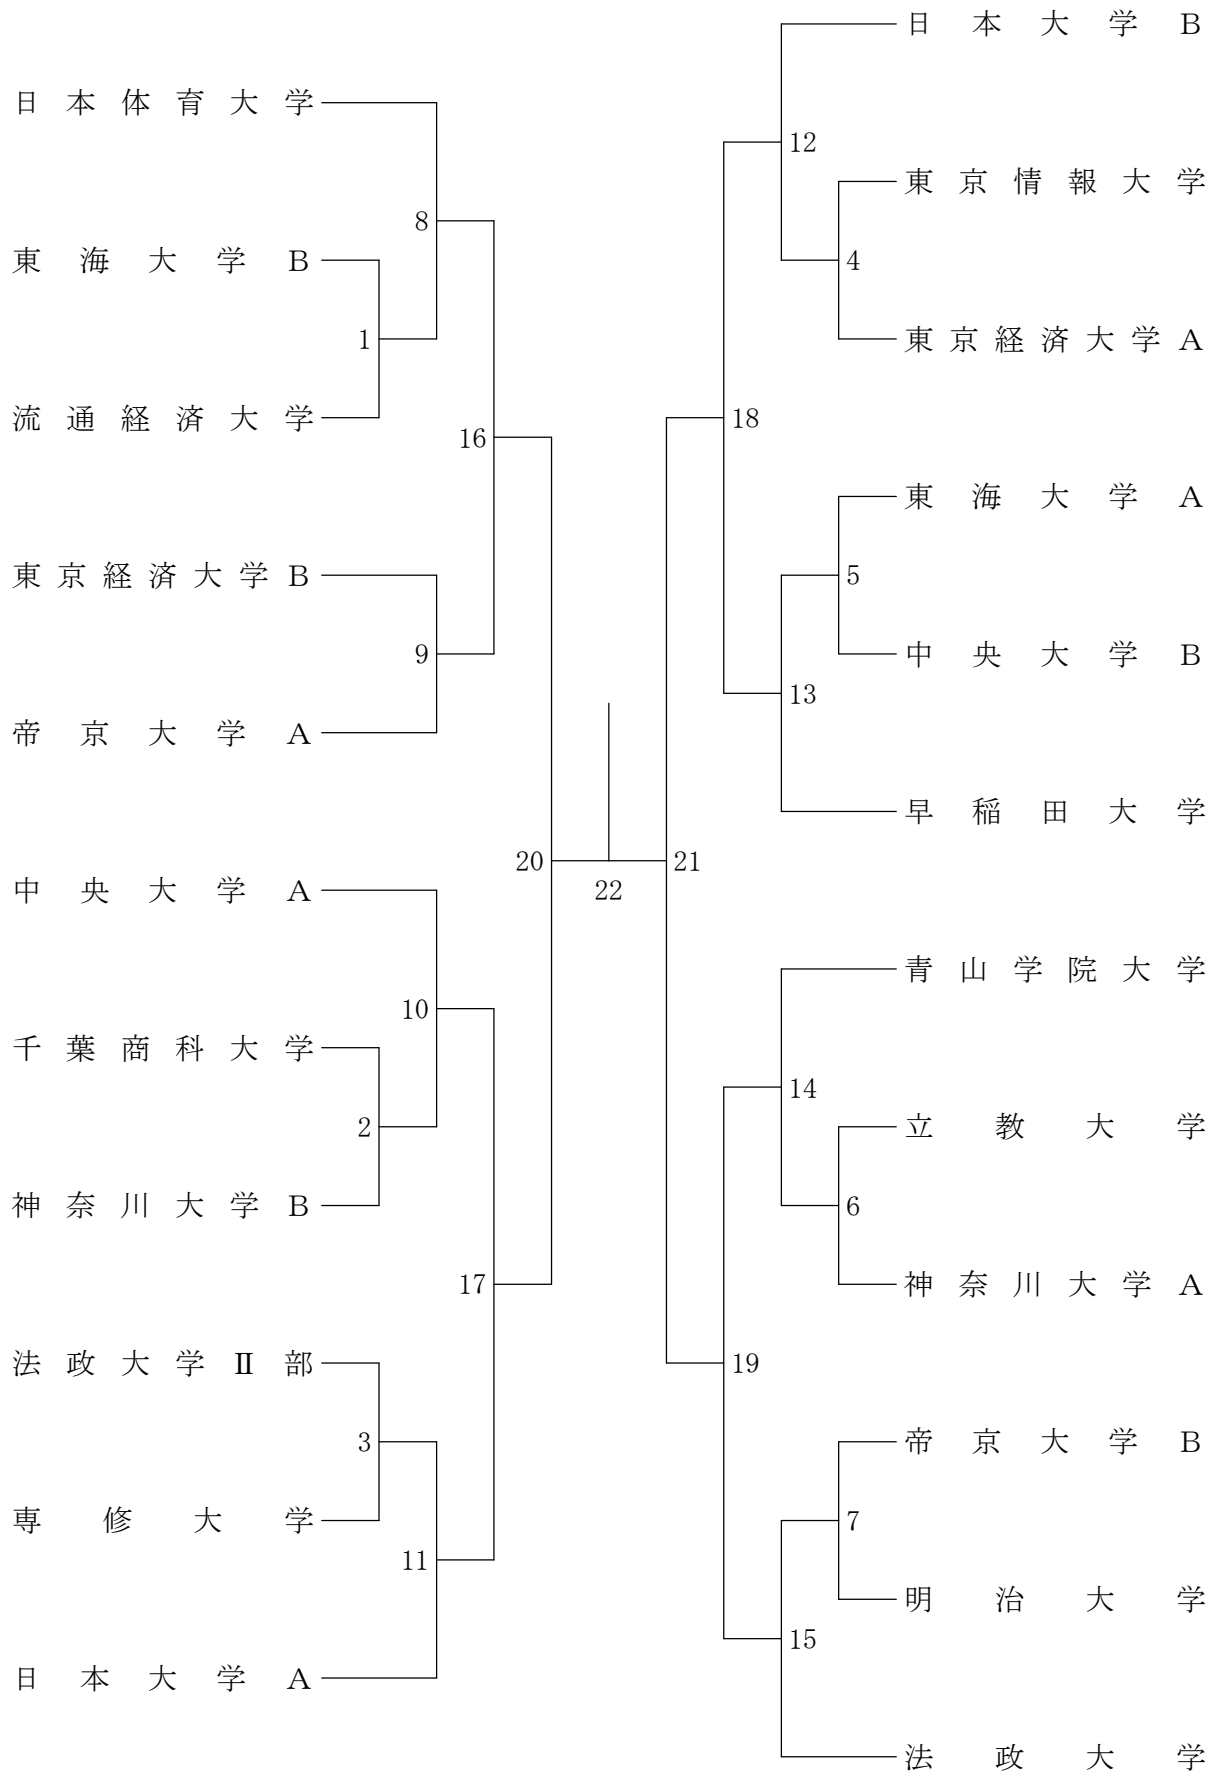 日本体育大学
8
東海大学B
1
流通経済大学
16
東京経済大学B
9
帝京大学A
20
中央大学A
10
千葉商科大学
2
神奈川大学B
17
法政大学Ⅱ部
3
専修大学
11
日本大学A
22
日本大学B
12
東京情報大学
4
東京経済大学A
18
東海大学A
5
中央大学B
13
早稲田大学
21
青山学院大学
14
立教大学
6
神奈川大学A
19
帝京大学B
7
明治大学
15
法政大学